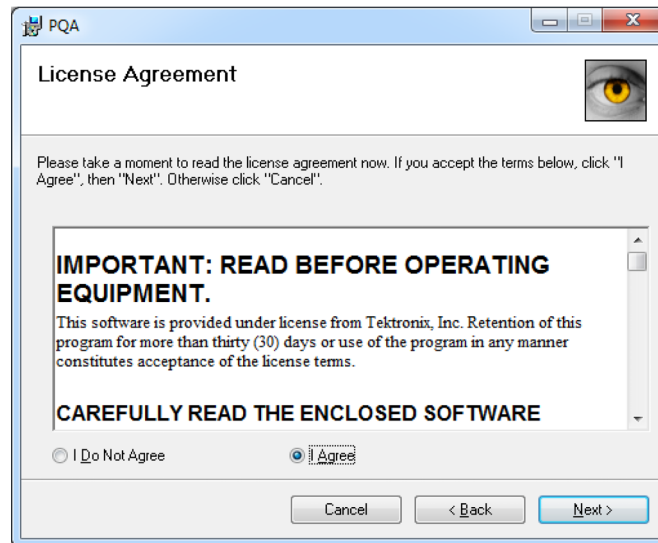 PQA
License Agreement
Please take a moment to read the license agreement now. If you accept the terms below, click "I
Agree", then "Next". Otherwise click "Cancel".
IMPORTANT: READ BEFORE OPERATING
EQUIPMENT.
This software is provided under license from Tektronix, Inc. Retention of this
program for more than thirty (30) days or use of the program in any manner
constitutes acceptance of the license terms.
CAREFULLY READ THE ENCLOSED SOFTWARE
I Do Not Agree I Agree
Cancel < Back Next >